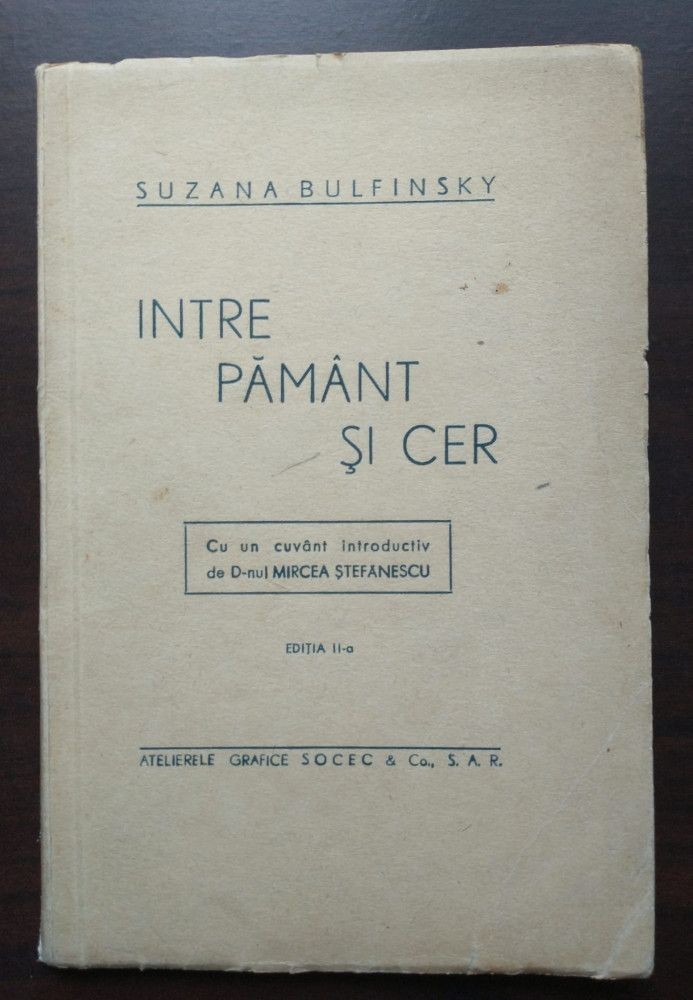 SUZANA BULFINSKY
INTRE
PĂMÂNT
ŞI CER
Cu un cuvânt introductiv
de D-nul MIRCEA ŞTEFĂNESCU
EDIŢIA II-a
ATELIERELE GRAFICE SOCEC & Co., S. A. R.